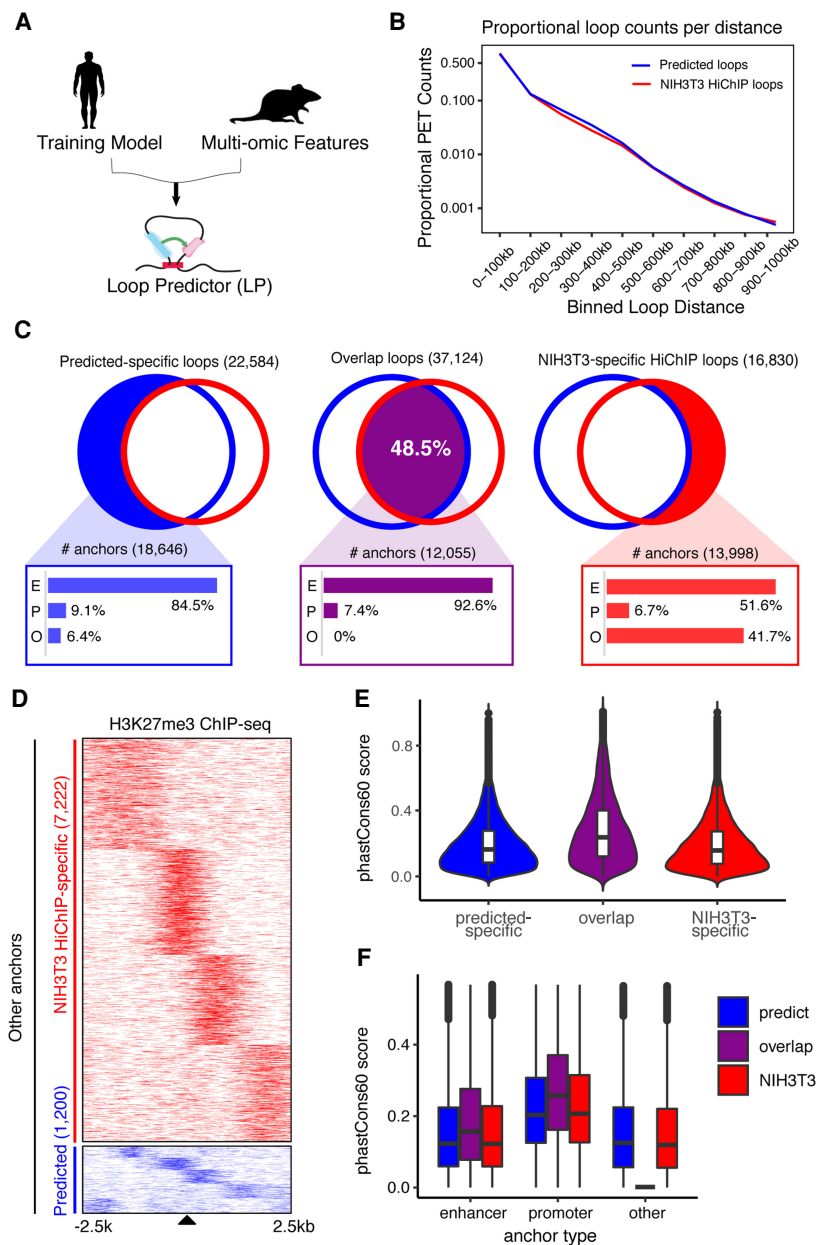 A
Training Model
Multi-omic Features
Loop Predictor (LP)
B
Proportional loop counts per distance
Proportional PET Counts
0.500
0.100
0.010
0.001
Predicted loops
NIH3T3 HiChIP loops
0−100kb
100−200kb
200−300kb
300−400kb
400−500kb
500−600kb
600−700kb
700−800kb
800−900kb
900−1000kb
Binned Loop Distance
C
Predicted-specific loops (22,584)
Overlap loops (37,124)
NIH3T3-specific HiChIP loops (16,830)
48.5%
# anchors (18,646)
E
84.5%
P
9.1%
O
6.4%
# anchors (12,055)
E
92.6%
P
7.4%
O
0%
# anchors (13,998)
E
51.6%
P
6.7%
O
41.7%
D
H3K27me3 ChIP-seq
Other anchors
NIH3T3 HiChIP-specific (7,222)
Predicted (1,200)
-2.5k
2.5kb
E
phastCons60 score
0.8
0.4
0.0
predicted-
specific
overlap
NIH3T3-
specific
F
phastCons60 score
0.4
0.2
0.0
enhancer
promoter
other
anchor type
predict
overlap
NIH3T3